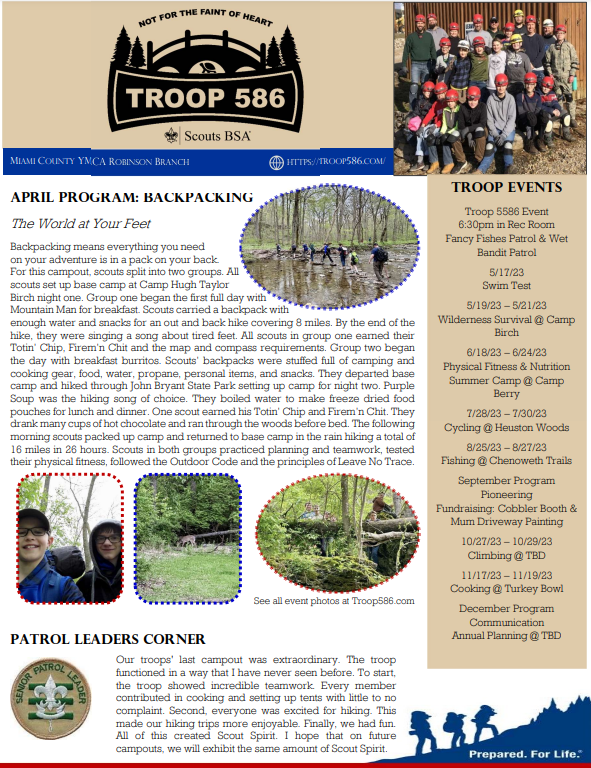 NOT FOR THE FAINT OF HEART
TROOP 586
Scouts BSA
MIAMI COUNTY YMCA ROBINSON BRANCH
HTTPS://TROOP586.COM/
APRIL PROGRAM: BACKPACKING
The World at Your Feet
Backpacking means everything you need
on your adventure is in a pack on your back.
For this campout, scouts split into two groups. All
scouts set up base camp at Camp Hugh Taylor
Birch night one. Group one began the first full day with
Mountain Man for breakfast. Scouts carried a backpack with
enough water and snacks for an out and back hike covering 8 miles. By the end of the
hike, they were singing a song about tired feet. All scouts in group one earned their
Totin' Chip, Firem'n Chit and the map and compass requirements. Group two began
the day with breakfast burritos. Scouts' backpacks were stuffed full of camping and
cooking gear, food, water, propane, personal items, and snacks. They departed base
camp and hiked through John Bryant State Park setting up camp for night two. Purple
Soup was the hiking song of choice. They boiled water to make freeze dried food
pouches for lunch and dinner. One scout earned his Totin' Chip and Firem'n Chit. They
drank many cups of hot chocolate and ran through the woods before bed. The following
morning scouts packed up camp and returned to base camp in the rain hiking a total of
16 miles in 26 hours. Scouts in both groups practiced planning and teamwork, tested
their physical fitness, followed the Outdoor Code and the principles of Leave No Trace.
See all event photos at Troop586.com
PATROL LEADERS CORNER
SENIOR PATROL LEADER
Our troops' last campout was extraordinary. The troop
functioned in a way that I have never seen before. To start,
the troop showed incredible teamwork. Every member
contributed in cooking and setting up tents with little to no
complaint. Second, everyone was excited for hiking. This
made our hiking trips more enjoyable. Finally, we had fun.
All of this created Scout Spirit. I hope that on future
campouts, we will exhibit the same amount of Scout Spirit.
TROOP EVENTS
Troop 5586 Event
6:30pm in Rec Room
Fancy Fishes Patrol & Wet
Bandit Patrol
5/17/23
Swim Test
5/19/23 – 5/21/23
Wilderness Survival @ Camp
Birch
6/18/23 – 6/24/23
Physical Fitness & Nutrition
Summer Camp @ Camp
Berry
7/28/23 – 7/30/23
Cycling @ Heuston Woods
8/25/23 – 8/27/23
Fishing @ Chenoweth Trails
September Program
Pioneering
Fundraising: Cobbler Booth &
Mum Driveway Painting
10/27/23 – 10/29/23
Climbing @ TBD
11/17/23 – 11/19/23
Cooking @ Turkey Bowl
December Program
Communication
Annual Planning @ TBD
Prepared. For Life.®